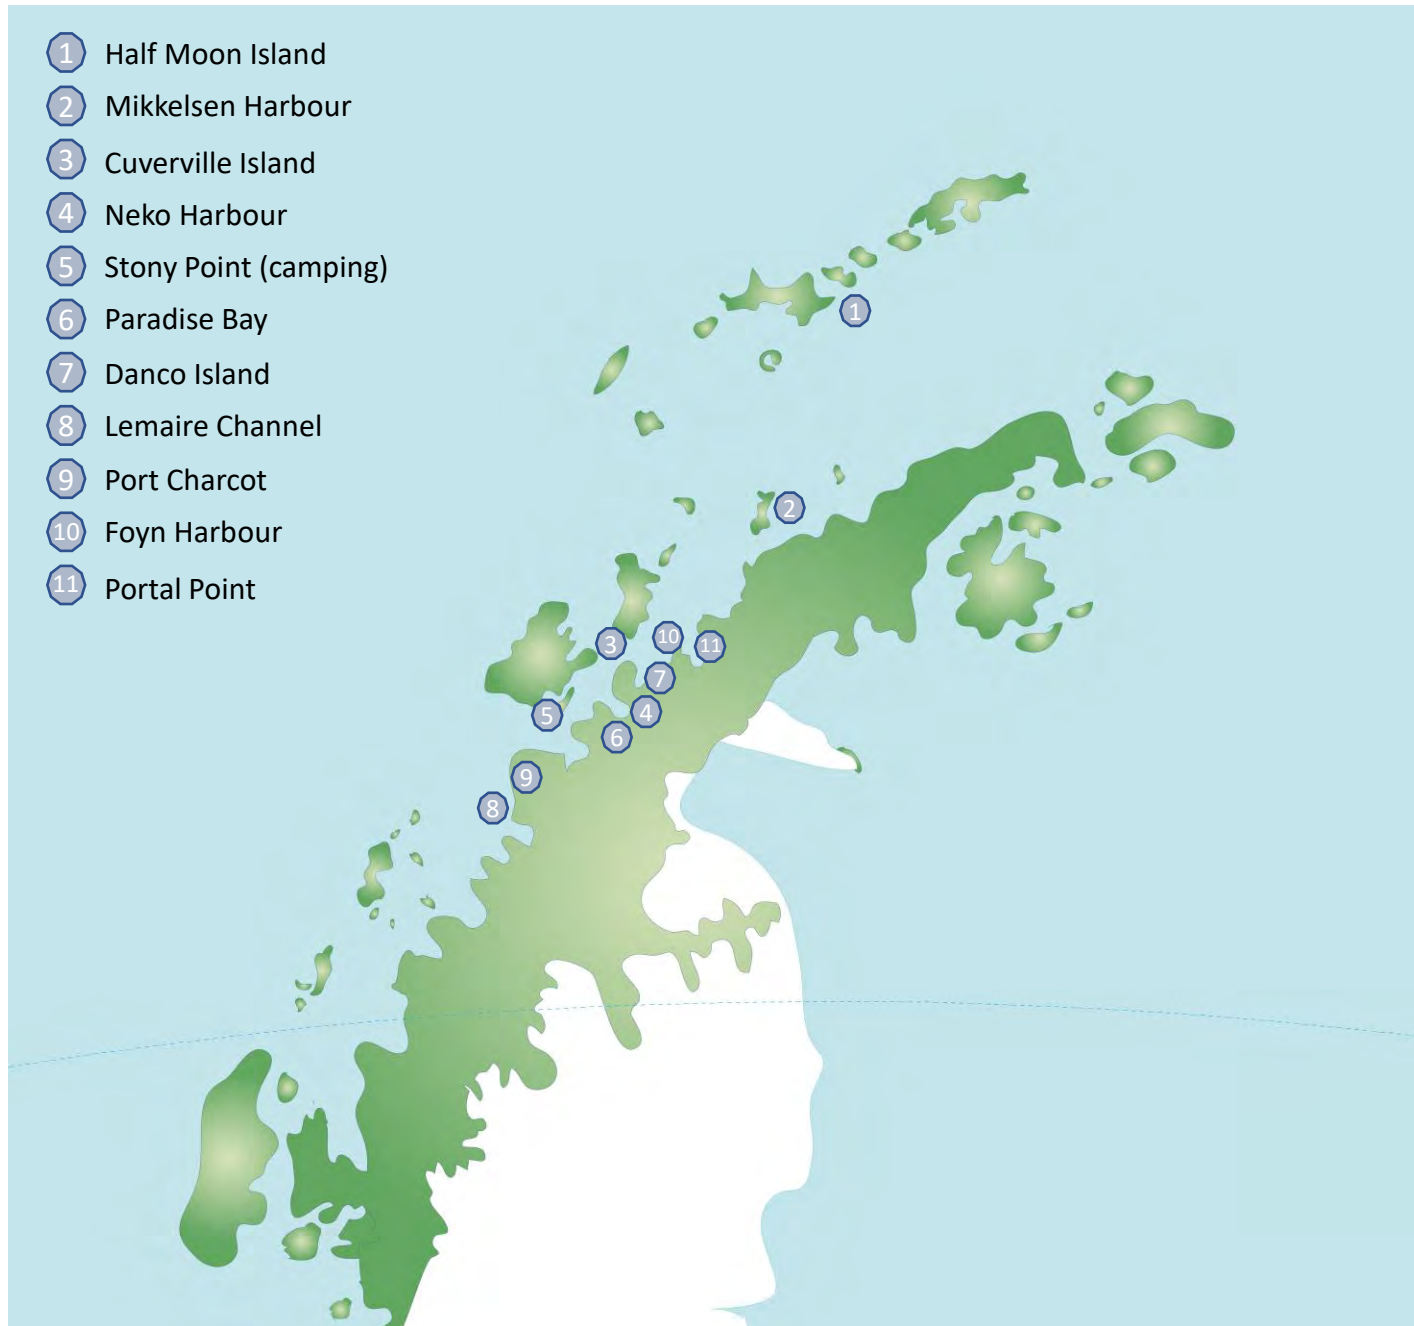 1 Half Moon Island
2 Mikkelsen Harbour
3 Cuverville Island
4 Neko Harbour
5 Stony Point (camping)
6 Paradise Bay
7 Danco Island
8 Lemaire Channel
9 Port Charcot
10 Foyn Harbour
11 Portal Point
1
2
3
10
11
7
4
5
6
9
8